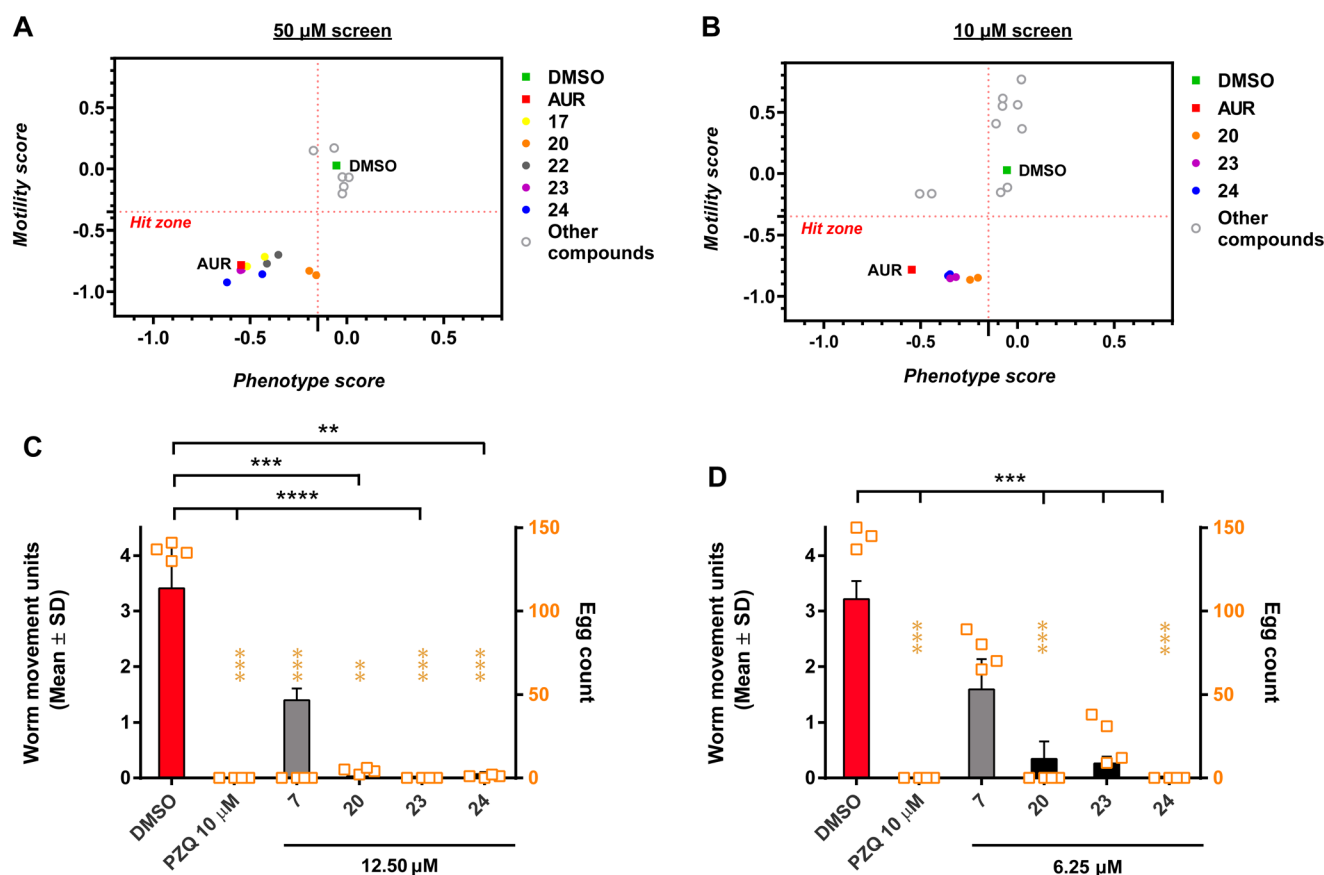 A
50 µM screen
Motility score
0.5
0.0
-0.5
-1.0
Hit zone
AUR
DMSO
-1.0
-0.5
0.0
0.5
Phenotype score
DMSO
AUR
17
20
22
23
24
Other
compounds
B
10 µM screen
Motility score
0.5
0.0
-0.5
-1.0
Hit zone
AUR
DMSO
-1.0
-0.5
0.0
0.5
Phenotype score
DMSO
AUR
20
23
24
Other
compounds
C
**
***
****
Worm movement units
(Mean ± SD)
4
3
2
1
0
***
***
**
***
***
150
100
50
0
Egg count
DMSO
PZQ 10 µM
7
20
23
24
12.50 µM
D
***
Worm movement units
(Mean ± SD)
4
3
2
1
0
***
***
***
150
100
50
0
Egg count
DMSO
PZQ 10 µM
7
20
23
24
6.25 µM